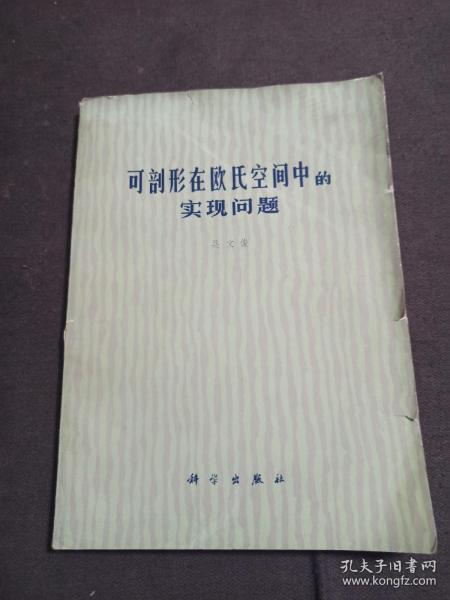 可剖形在欧氏空间中的
实现问题
吴文俊
科学出版社
孔夫子旧书网
www.kongfz.com